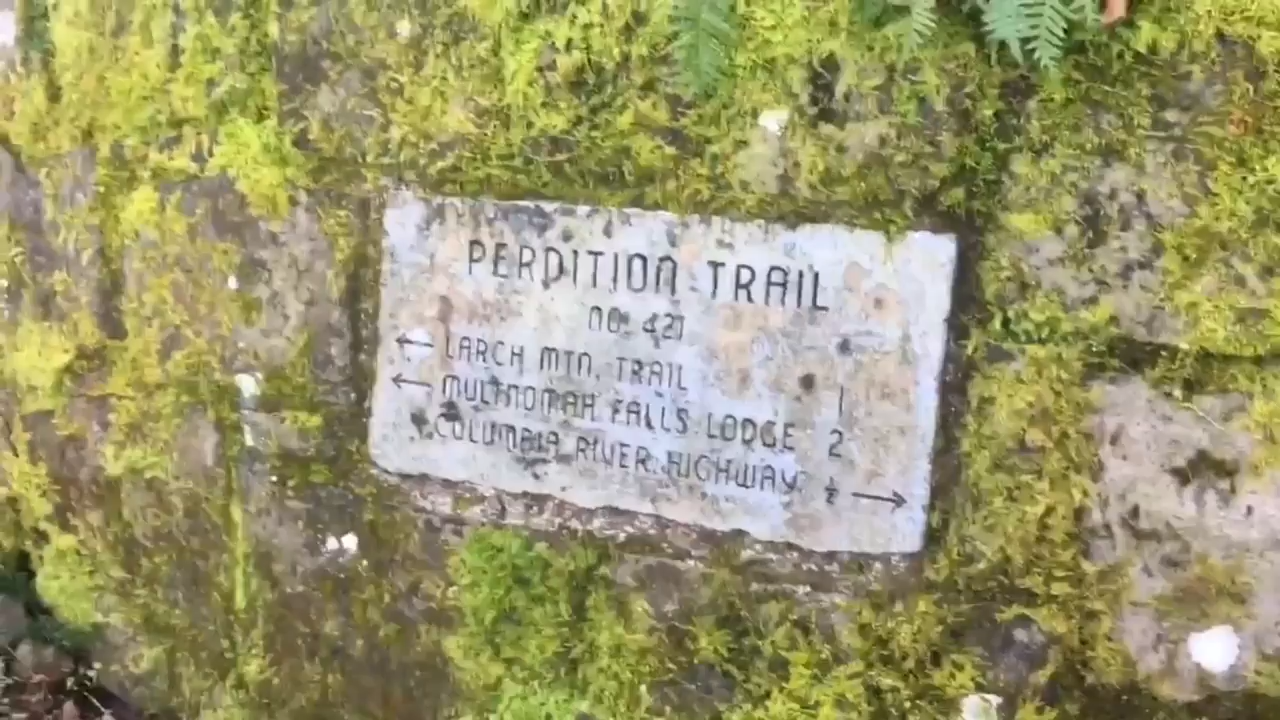 PERDITION TRAIL
NO. 421
← LARCH MTN. TRAIL 1
← MULTNOMAH FALLS LODGE 2
COLUMBIA RIVER HIGHWAY ½ →